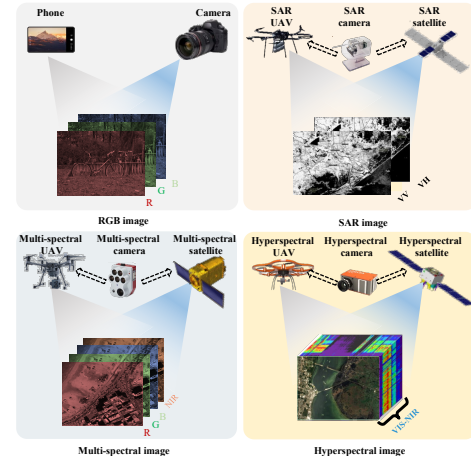 Phone
Camera
R
G
B
RGB image
SAR
UAV
SAR
camera
SAR
satellite
VV
VH
SAR image
Multi-spectral
UAV
Multi-spectral
camera
Multi-spectral
satellite
R
G
B
NIR
Multi-spectral image
Hyperspectral
UAV
Hyperspectral
camera
Hyperspectral
satellite
VIS-NIR
Hyperspectral image